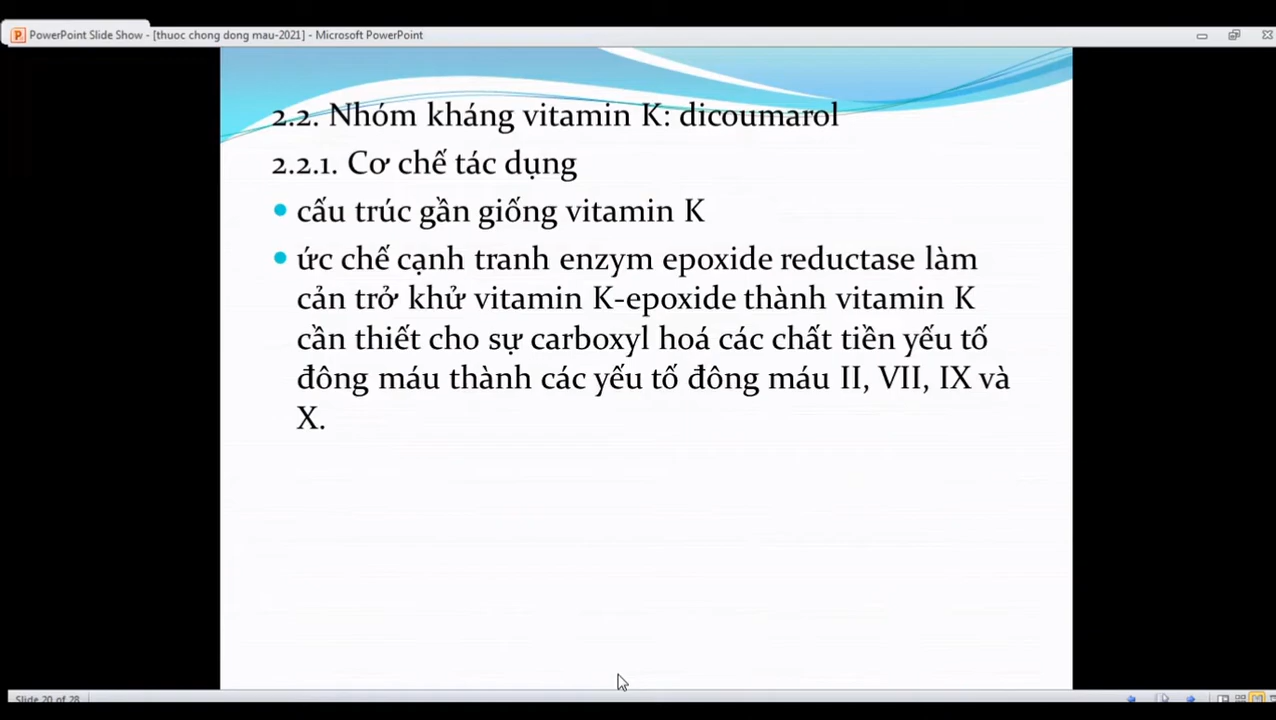 PowerPoint Slide Show - [thuoc chong dong mau-2021] - Microsoft PowerPoint
2.2. Nhóm kháng vitamin K: dicoumarol
2.2.1. Cơ chế tác dụng
• cấu trúc gần giống vitamin K
• ức chế cạnh tranh enzym epoxide reductase làm
cản trở khử vitamin K-epoxide thành vitamin K
cần thiết cho sự carboxyl hoá các chất tiền yếu tố
đông máu thành các yếu tố đông máu II, VII, IX và
X.
Slide 20 of 28